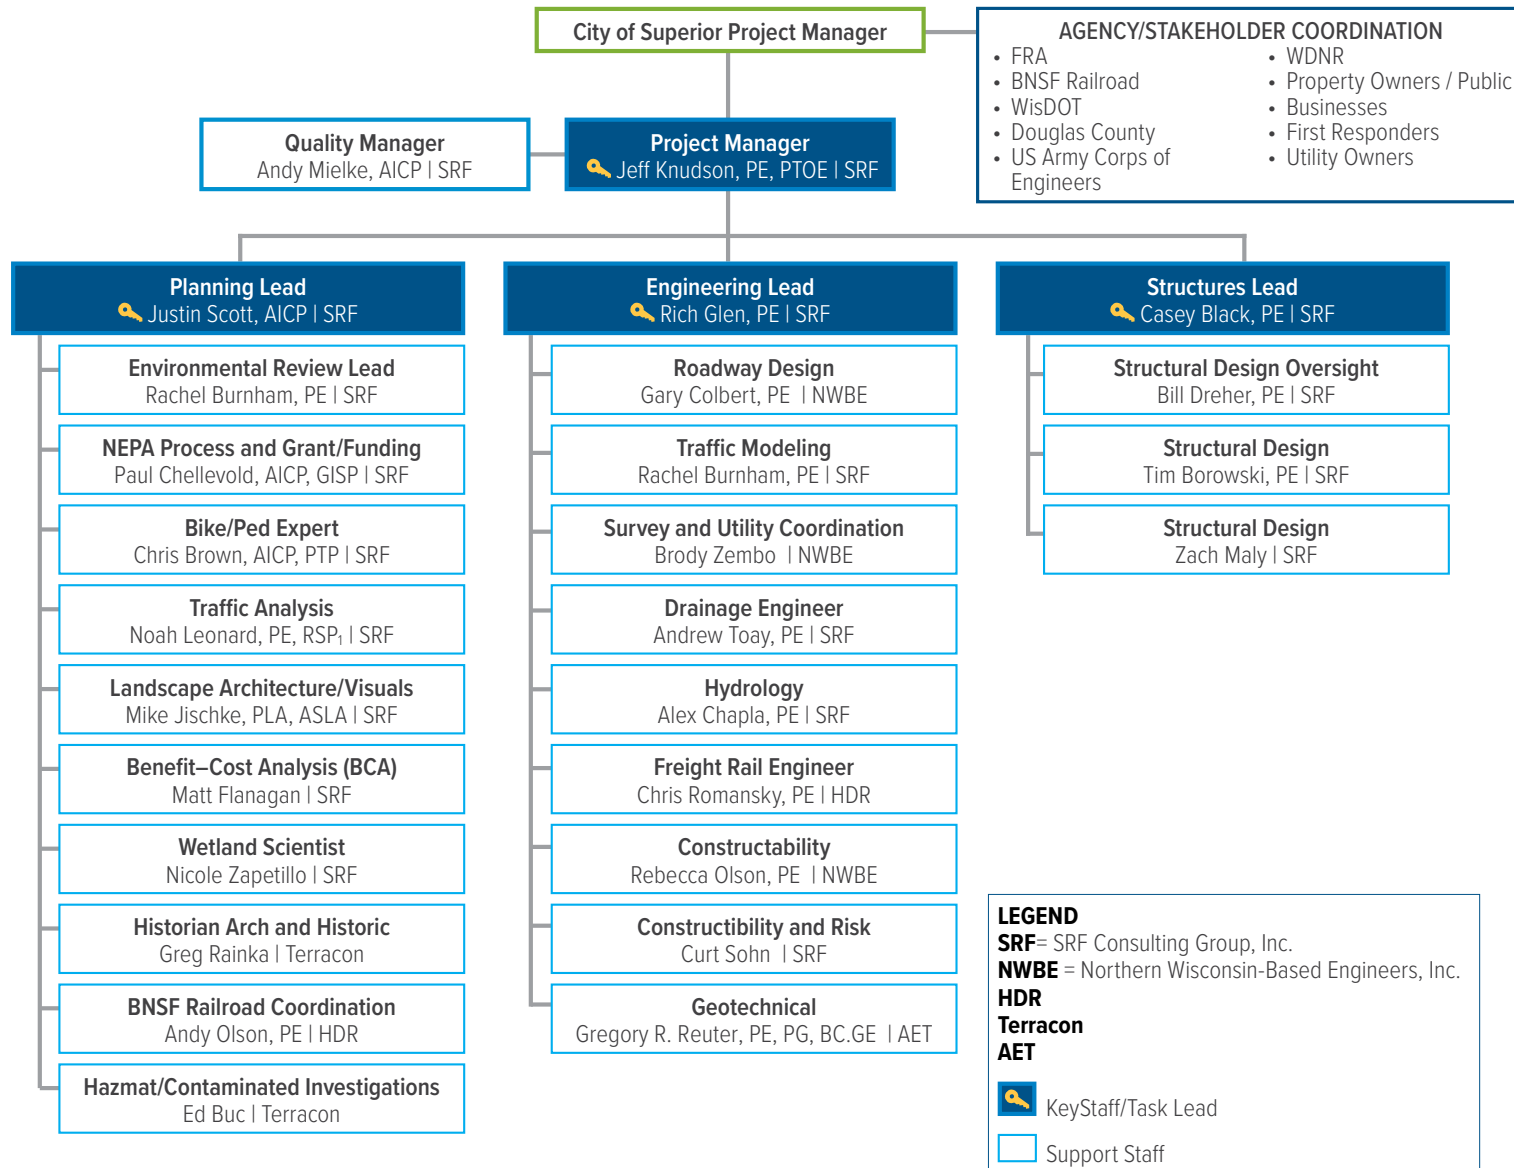 City of Superior Project Manager
AGENCY/STAKEHOLDER COORDINATION
• FRA
• BNSF Railroad
• WisDOT
• Douglas County
• US Army Corps of
Engineers
• WDNR
• Property Owners / Public
• Businesses
• First Responders
• Utility Owners
Quality Manager
Andy Mielke, AICP | SRF
Project Manager
Jeff Knudson, PE, PTOE | SRF
Planning Lead
Justin Scott, AICP | SRF
Environmental Review Lead
Rachel Burnham, PE | SRF
NEPA Process and Grant/Funding
Paul Chellevold, AICP, GISP | SRF
Bike/Ped Expert
Chris Brown, AICP, PTP | SRF
Traffic Analysis
Noah Leonard, PE, RSP₁ | SRF
Landscape Architecture/Visuals
Mike Jischke, PLA, ASLA | SRF
Benefit–Cost Analysis (BCA)
Matt Flanagan | SRF
Wetland Scientist
Nicole Zapetillo | SRF
Historian Arch and Historic
Greg Rainka | Terracon
BNSF Railroad Coordination
Andy Olson, PE | HDR
Hazmat/Contaminated Investigations
Ed Buc | Terracon
Engineering Lead
Rich Glen, PE | SRF
Roadway Design
Gary Colbert, PE | NWBE
Traffic Modeling
Rachel Burnham, PE | SRF
Survey and Utility Coordination
Brody Zembo | NWBE
Drainage Engineer
Andrew Toay, PE | SRF
Hydrology
Alex Chapla, PE | SRF
Freight Rail Engineer
Chris Romansky, PE | HDR
Constructability
Rebecca Olson, PE | NWBE
Constructibility and Risk
Curt Sohn | SRF
Geotechnical
Gregory R. Reuter, PE, PG, BC.GE | AET
Structures Lead
Casey Black, PE | SRF
Structural Design Oversight
Bill Dreher, PE | SRF
Structural Design
Tim Borowski, PE | SRF
Structural Design
Zach Maly | SRF
LEGEND
SRF= SRF Consulting Group, Inc.
NWBE = Northern Wisconsin-Based Engineers, Inc.
HDR
Terracon
AET
KeyStaff/Task Lead
Support Staff